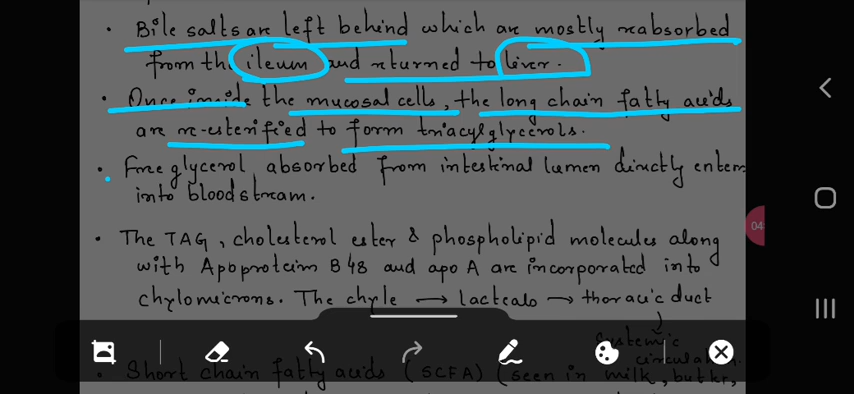 • Bile salts are left behind which are mostly reabsorbed
from the ileum and returned to liver.
• Once inside the mucosal cells, the long chain fatty acids
are re-esterified to form triacylglycerols.
• Free glycerol absorbed from intestinal lumen directly enters
into bloodstream.
• The TAG, cholesterol ester & phospholipid molecules along
with Apoprotein B48 and apo A are incorporated into
chylomicrons. The chyle → lacteals → thoracic duct
↓
Systemic
circulation.
• Short chain fatty acids (SCFA) (seen in milk, butter,
04